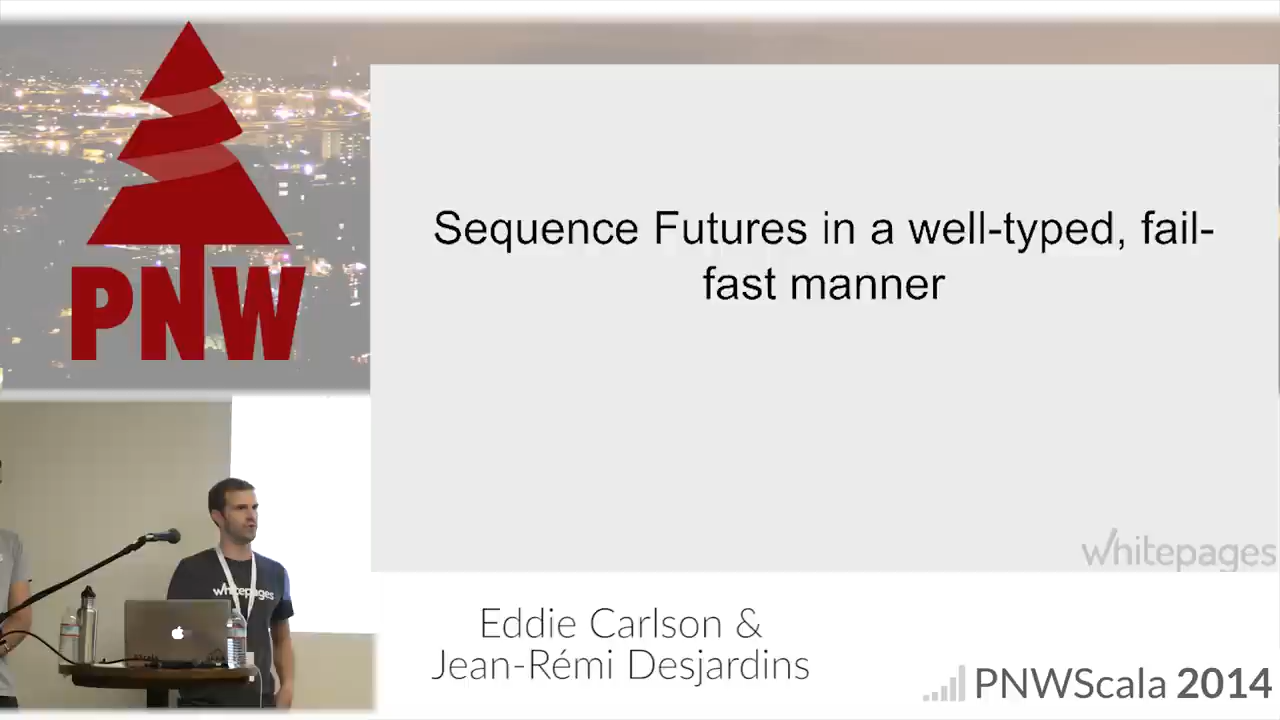 PNW
Sequence Futures in a well-typed, fail-
fast manner
whitepages
whitepages
Eddie Carlson &
Jean-Rémi Desjardins
PNWScala 2014